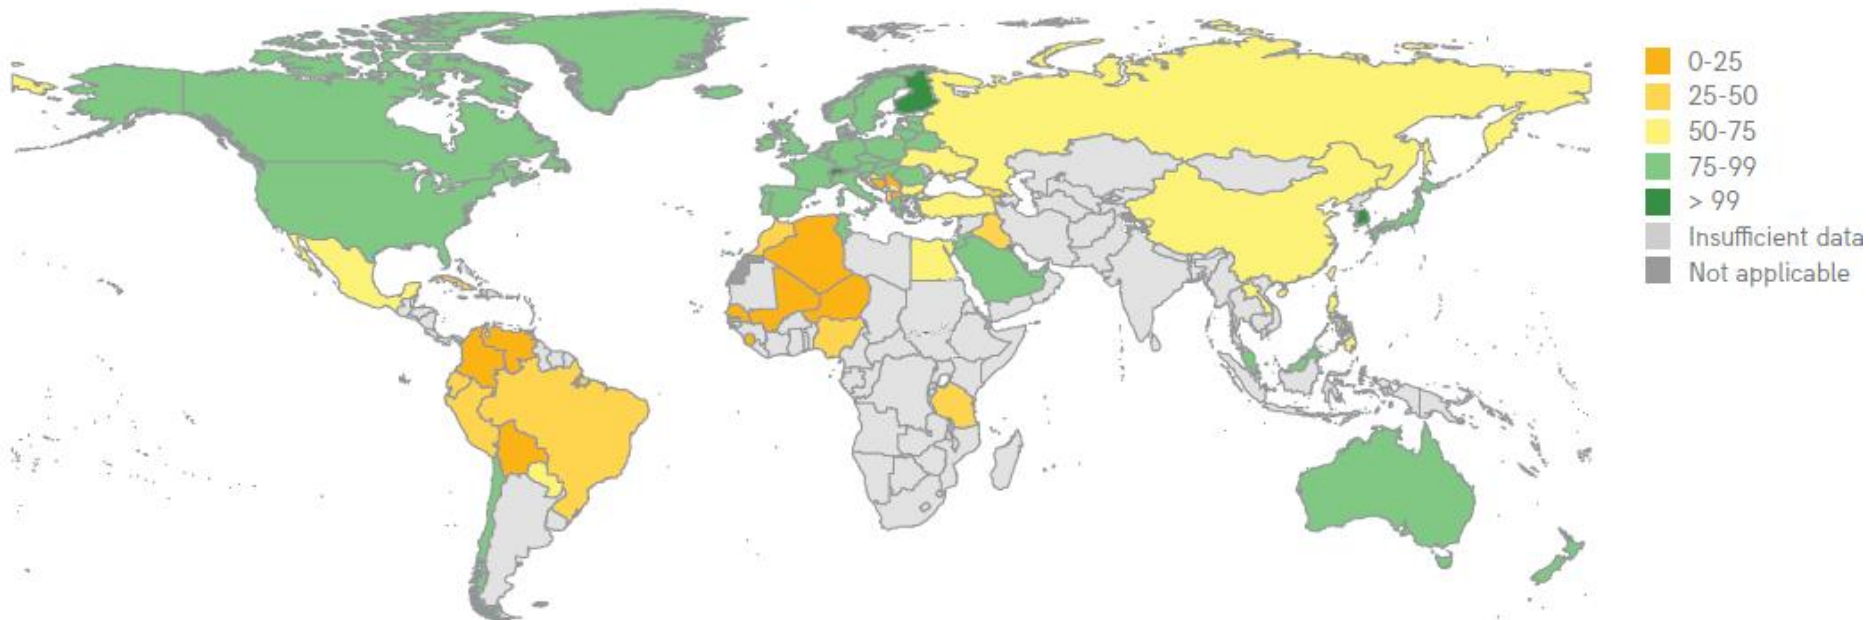 0-25
25-50
50-75
75-99
> 99
Insufficient data
Not applicable